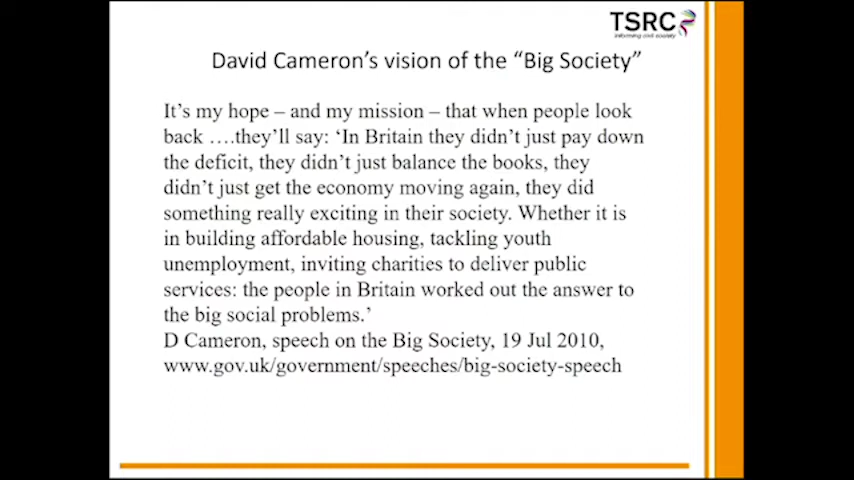 TSRC
informing civil society
David Cameron's vision of the "Big Society"
It's my hope – and my mission – that when people look
back ….they'll say: 'In Britain they didn't just pay down
the deficit, they didn't just balance the books, they
didn't just get the economy moving again, they did
something really exciting in their society. Whether it is
in building affordable housing, tackling youth
unemployment, inviting charities to deliver public
services: the people in Britain worked out the answer to
the big social problems.'
D Cameron, speech on the Big Society, 19 Jul 2010,
www.gov.uk/government/speeches/big-society-speech